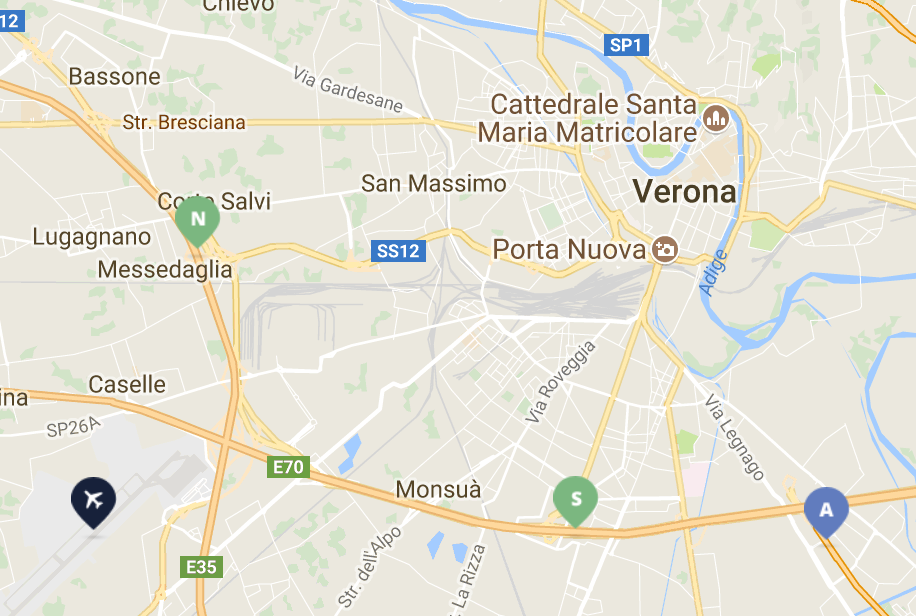 Chievo
12
SP1
Bassone
Via Gardesane
Cattedrale Santa
Maria Matricolare
Str. Bresciana
San Massimo
Verona
Corte Salvi
N
Lugagnano
SS12
Porta Nuova
Messedaglia
Adige
Via Roveggia
Caselle
ina
SP26A
Via Legnago
E70
Monsuà
S
A
E35
Str. dell'Alpo
La Rizza